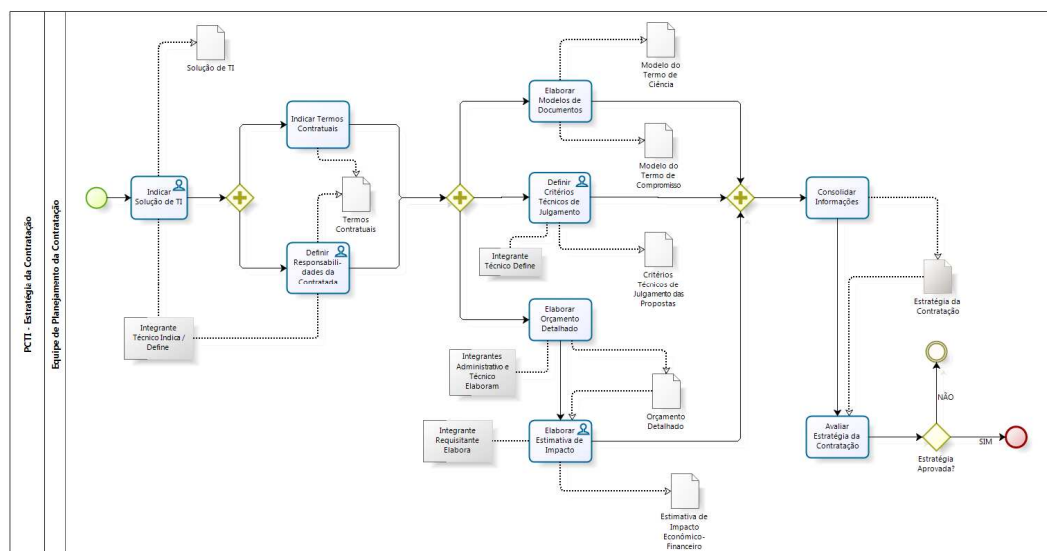 PCTI - Estratégia da Contratação
Equipe de Planejamento da Contratação
Solução de TI
Indicar
Solução de TI
Integrante
Técnico Indica /
Define
Indicar Termos
Contratuais
Termos
Contratuais
Definir
Responsabili-
dades da
Contratada
Elaborar
Modelos de
Documentos
Modelo do
Termo de
Ciência
Modelo do
Termo de
Compromisso
Definir
Critérios
Técnicos de
Julgamento
Integrante
Técnico Define
Critérios
Técnicos de
Julgamento das
Propostas
Elaborar
Orçamento
Detalhado
Integrantes
Administrativo e
Técnico
Elaboram
Orçamento
Detalhado
Integrante
Requisitante
Elabora
Elaborar
Estimativa de
Impacto
Estimativa de
Impacto
Econômico-
Financeiro
Consolidar
Informações
Estratégia da
Contratação
Avaliar
Estratégia da
Contratação
NÃO
SIM
Estratégia
Aprovada?